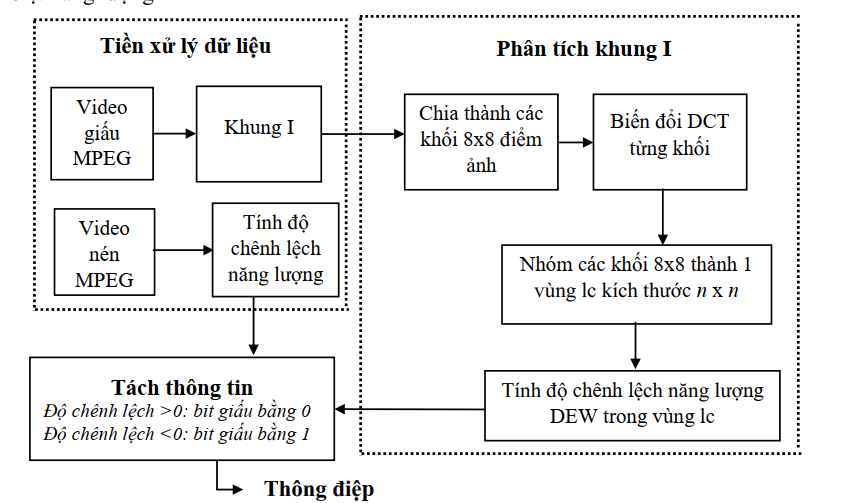 Tiền xử lý dữ liệu
Video
giấu
MPEG
Khung I
Video
nén
MPEG
Tính độ
chênh lệch
năng lượng
Phân tích khung I
Chia thành các
khối 8x8 điểm
ảnh
Biến đổi DCT
từng khối
Nhóm các khối 8x8 thành 1
vùng lc kích thước n x n
Tính độ chênh lệch năng lượng
DEW trong vùng lc
Tách thông tin
Độ chênh lệch >0: bit giấu bằng 0
Độ chênh lệch <0: bit giấu bằng 1
Thông điệp